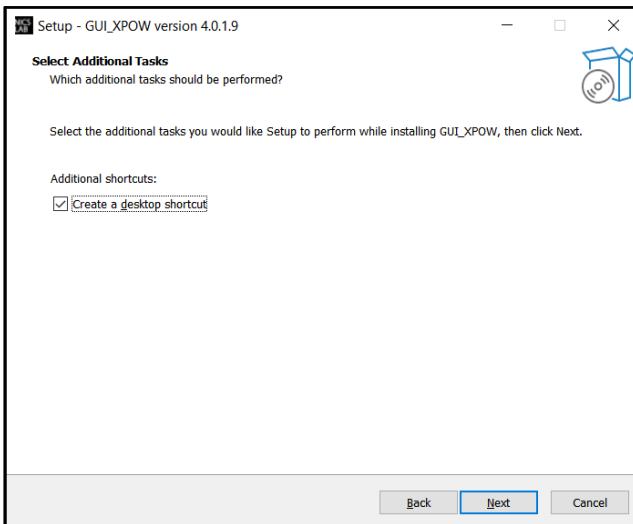 NICS
LAB
Setup - GUI_XPOW version 4.0.1.9
Select Additional Tasks
Which additional tasks should be performed?
Select the additional tasks you would like Setup to perform while installing GUI_XPOW, then click Next.
Additional shortcuts:
Create a desktop shortcut
Back
Next
Cancel